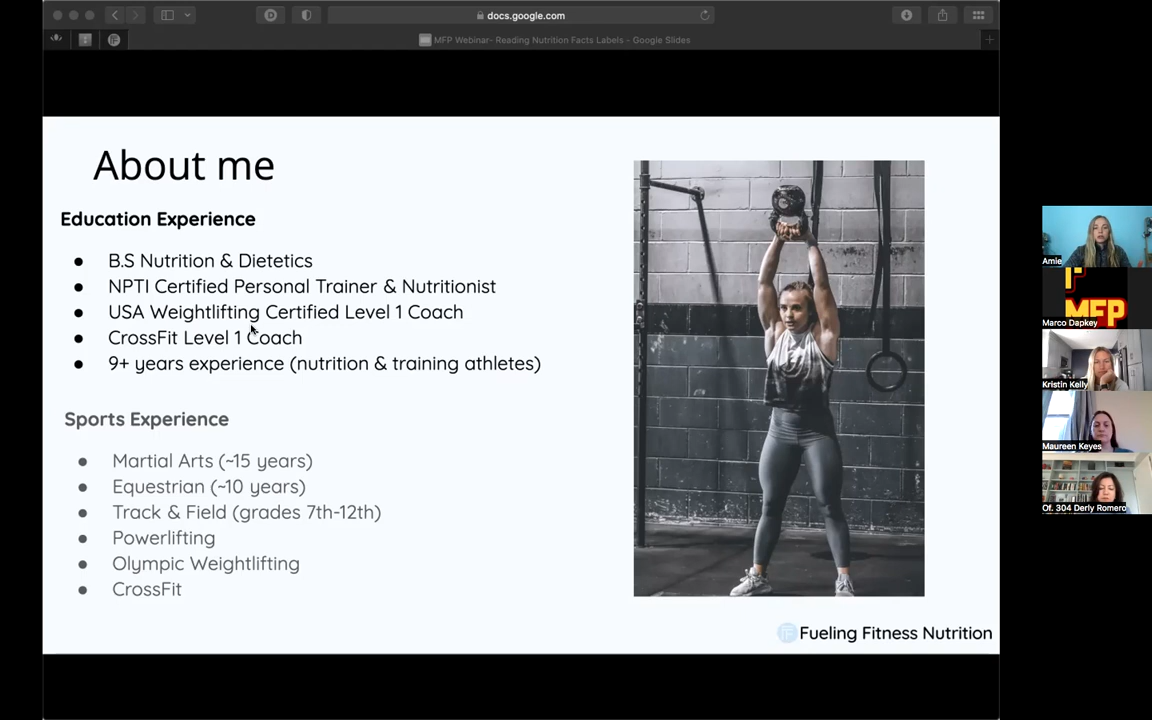 docs.google.com
MFP Webinar- Reading Nutrition Facts Labels - Google Slides
About me
Education Experience
● B.S Nutrition & Dietetics
● NPTI Certified Personal Trainer & Nutritionist
● USA Weightlifting Certified Level 1 Coach
● CrossFit Level 1 Coach
● 9+ years experience (nutrition & training athletes)
Sports Experience
● Martial Arts (~15 years)
● Equestrian (~10 years)
● Track & Field (grades 7th-12th)
● Powerlifting
● Olympic Weightlifting
● CrossFit
Fueling Fitness Nutrition
Amie
MFP
Marco Dapkey
Kristin Kelly
Maureen Keyes
Of. 304 Derly Romero